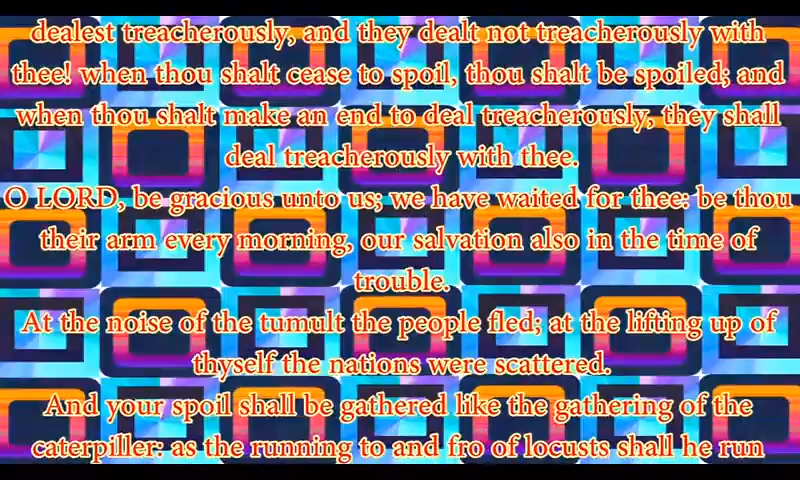 dealest treacherously, and they dealt not treacherously with
thee! when thou shalt cease to spoil, thou shalt be spoiled; and
when thou shalt make an end to deal treacherously, they shall
deal treacherously with thee.
O LORD, be gracious unto us; we have waited for thee: be thou
their arm every morning, our salvation also in the time of
trouble.
At the noise of the tumult the people fled; at the lifting up of
thyself the nations were scattered.
And your spoil shall be gathered like the gathering of the
caterpiller: as the running to and fro of locusts shall he run